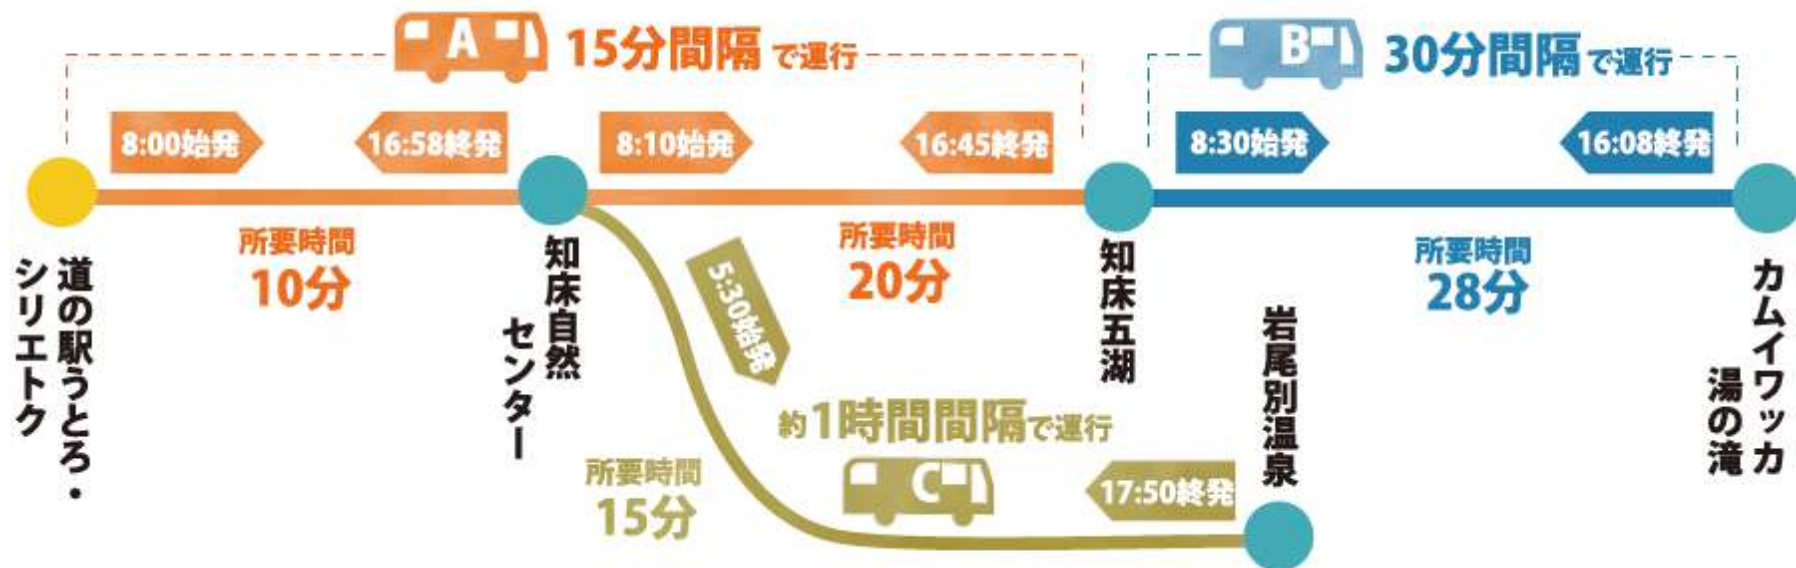 A 15分間隔で運行
B 30分間隔で運行
8:00始発
16:58終発
8:10始発
16:45終発
8:30始発
16:08終発
所要時間
10分
所要時間
20分
所要時間
28分
道の駅うとろ・
シリエトク
知床自然
センター
知床五湖
カムイワッカ
湯の滝
5:30始発
岩尾別温泉
約1時間間隔で運行
C
17:50終発
所要時間
15分